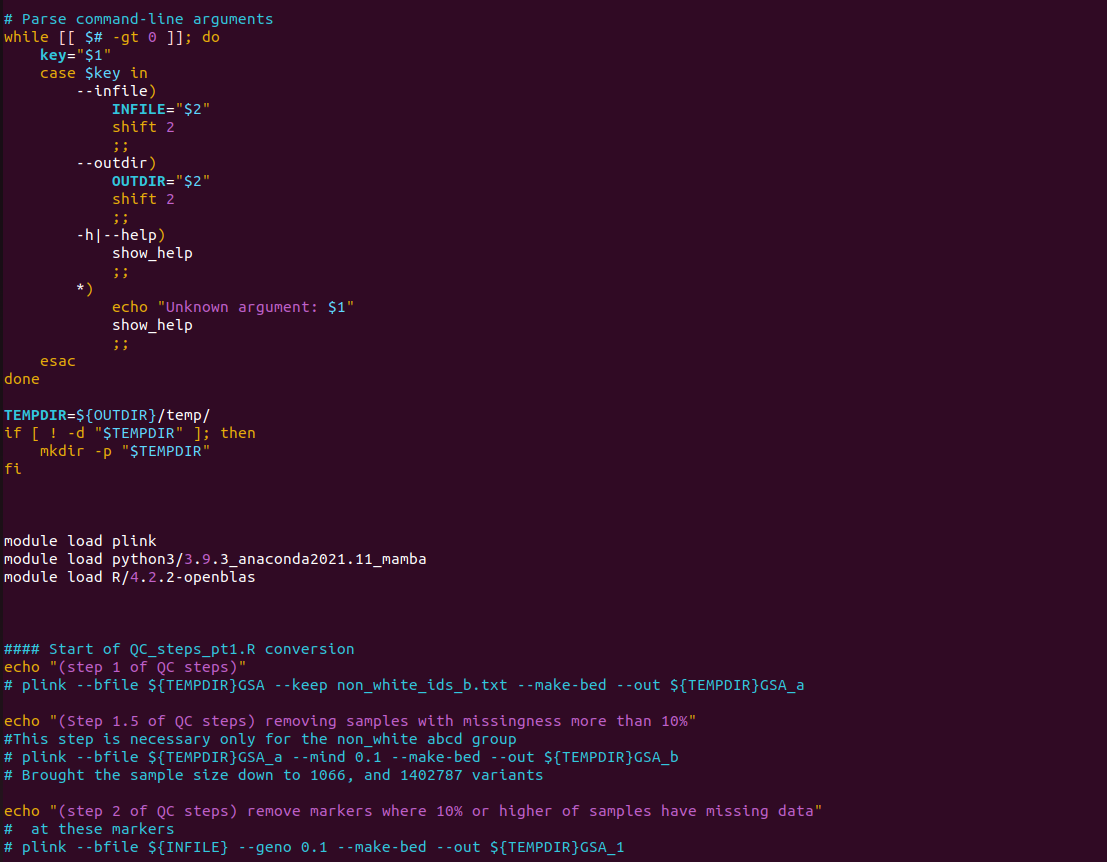 # Parse command-line arguments
while [[ $# -gt 0 ]]; do
    key="$1"
    case $key in
        --infile)
            INFILE="$2"
            shift 2
            ;;
        --outdir)
            OUTDIR="$2"
            shift 2
            ;;
        -h|--help)
            show_help
            ;;
        *)
            echo "Unknown argument: $1"
            show_help
            ;;
    esac
done

TEMPDIR=${OUTDIR}/temp/
if [ ! -d "$TEMPDIR" ]; then
    mkdir -p "$TEMPDIR"
fi

module load plink
module load python3/3.9.3_anaconda2021.11_mamba
module load R/4.2.2-openblas

#### Start of QC_steps_pt1.R conversion
echo "(step 1 of QC steps)"
# plink --bfile ${TEMPDIR}GSA --keep non_white_ids_b.txt --make-bed --out ${TEMPDIR}GSA_a

echo "(Step 1.5 of QC steps) removing samples with missingness more than 10%"
#This step is necessary only for the non_white abcd group
# plink --bfile ${TEMPDIR}GSA_a --mind 0.1 --make-bed --out ${TEMPDIR}GSA_b
# Brought the sample size down to 1066, and 1402787 variants

echo "(step 2 of QC steps) remove markers where 10% or higher of samples have missing data"
#  at these markers
# plink --bfile ${INFILE} --geno 0.1 --make-bed --out ${TEMPDIR}GSA_1